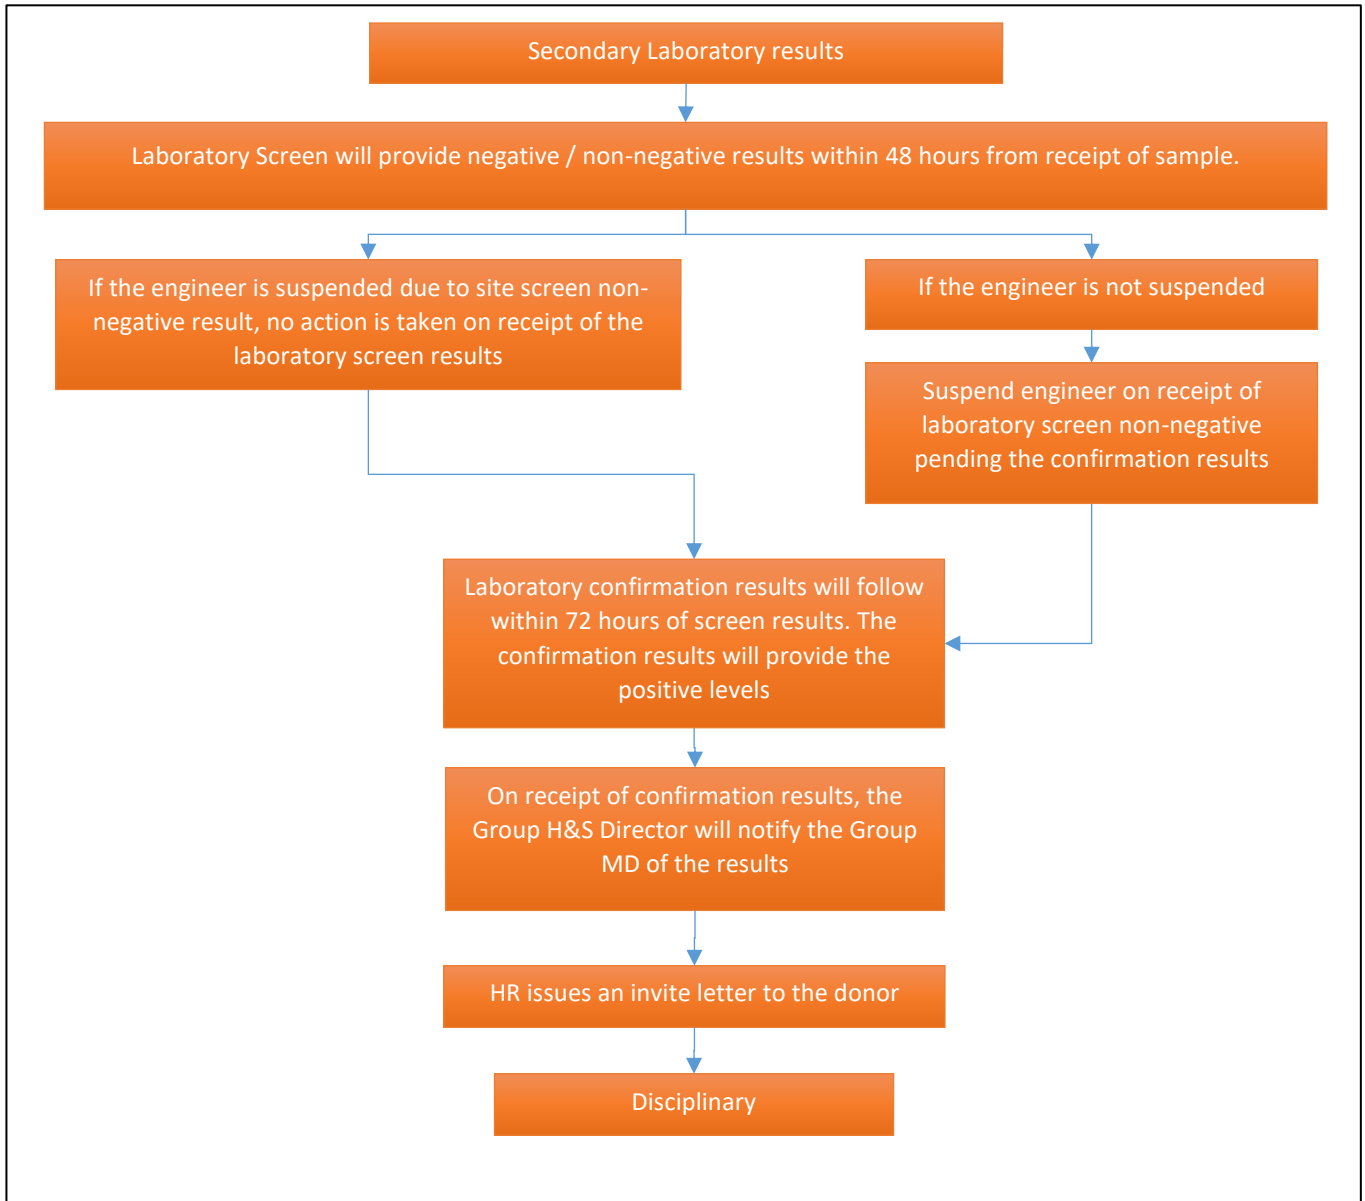 Secondary Laboratory results
Laboratory Screen will provide negative / non-negative results within 48 hours from receipt of sample.
If the engineer is suspended due to site screen non-
negative result, no action is taken on receipt of the
laboratory screen results
If the engineer is not suspended
Suspend engineer on receipt of
laboratory screen non-negative
pending the confirmation results
Laboratory confirmation results will follow
within 72 hours of screen results. The
confirmation results will provide the
positive levels
On receipt of confirmation results, the
Group H&S Director will notify the Group
MD of the results
HR issues an invite letter to the donor
Disciplinary